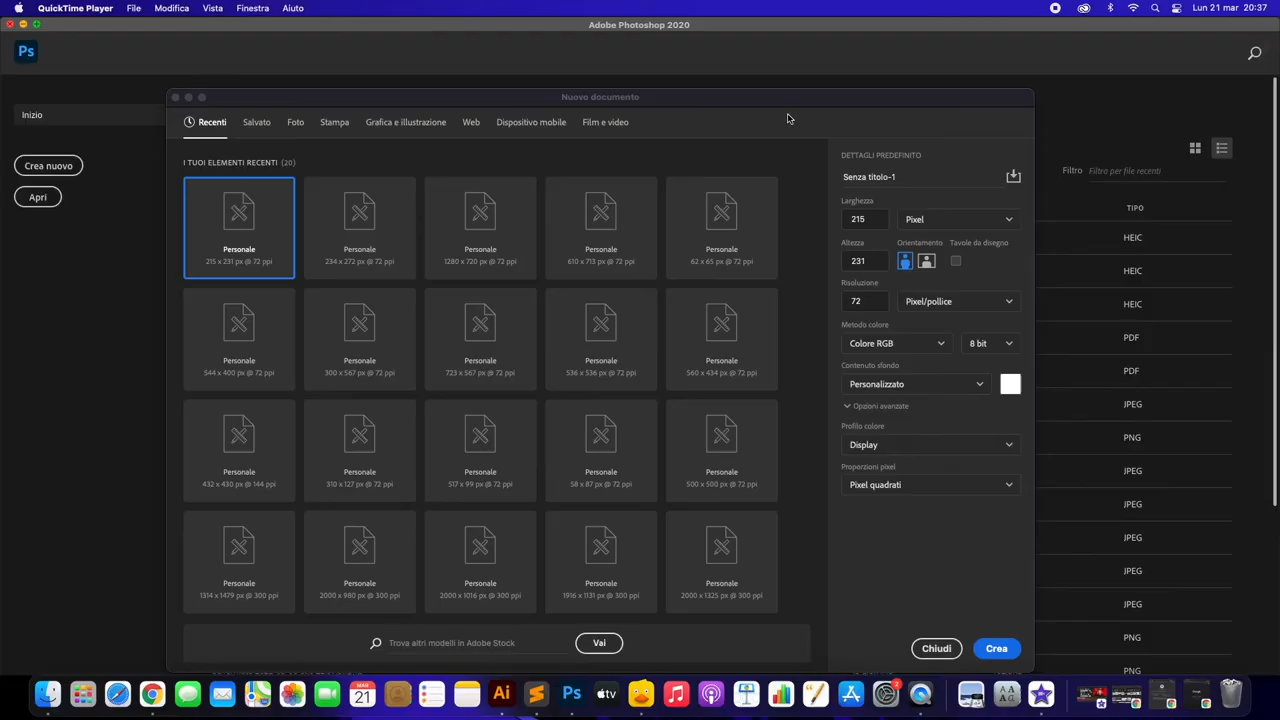 QuickTime Player File Modifica Vista Finestra Aiuto
Lun 21 mar 20:37
Adobe Photoshop 2020
Ps
Inizio
Crea nuovo
Apri
Nuovo documento
Recenti Salvato Foto Stampa Grafica e illustrazione Web Dispositivo mobile Film e video
I TUOI ELEMENTI RECENTI (20)
Personale Personale Personale Personale Personale
215 x 231 px @ 72 ppi 234 x 272 px @ 72 ppi 1280 x 720 px @ 72 ppi 610 x 713 px @ 72 ppi 62 x 65 px @ 72 ppi
Personale Personale Personale Personale Personale
544 x 400 px @ 72 ppi 300 x 567 px @ 72 ppi 723 x 567 px @ 72 ppi 536 x 536 px @ 72 ppi 560 x 434 px @ 72 ppi
Personale Personale Personale Personale Personale
432 x 430 px @ 144 ppi 310 x 127 px @ 72 ppi 517 x 99 px @ 72 ppi 58 x 87 px @ 72 ppi 500 x 500 px @ 72 ppi
Personale Personale Personale Personale Personale
1314 x 1479 px @ 300 ppi 2000 x 980 px @ 300 ppi 2000 x 1016 px @ 300 ppi 1916 x 1131 px @ 300 ppi 2000 x 1325 px @ 300 ppi
Trova altri modelli in Adobe Stock
Vai
DETTAGLI PREDEFINITO
Senza titolo-1
Larghezza
215 Pixel
Altezza Orientamento Tavole da disegno
231
Risoluzione
72 Pixel/pollice
Metodo colore
Colore RGB 8 bit
Contenuto sfondo
Personalizzato
Opzioni avanzate
Profilo colore
Display
Proporzioni pixel
Pixel quadrati
Chiudi Crea
Filtro Filtra per file recenti
TIPO
HEIC
HEIC
HEIC
PDF
PDF
JPEG
PNG
JPEG
JPEG
JPEG
JPEG
PNG
PNG
MAR
21
Ai
Ps
tv
2